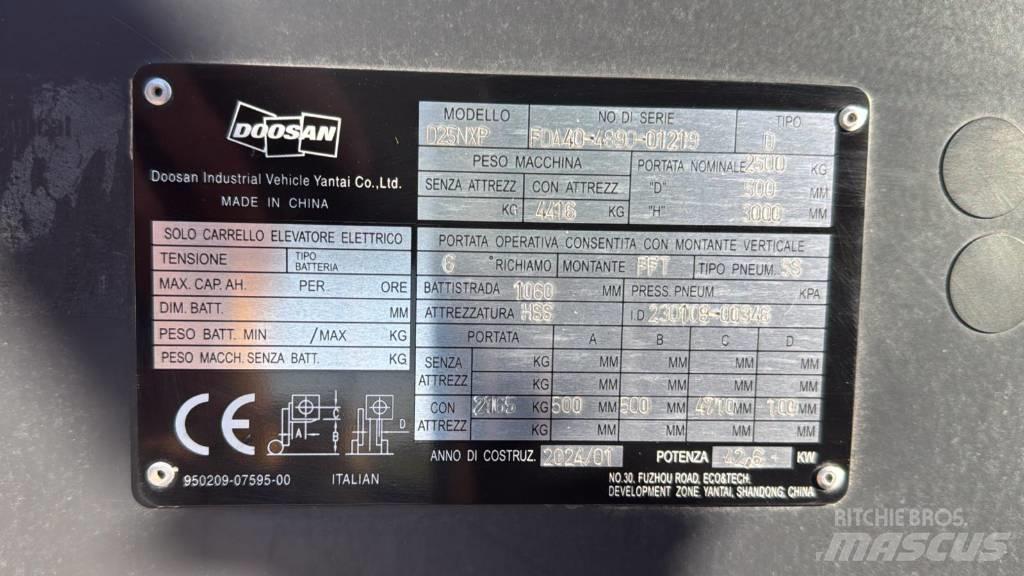 DOOSAN
Doosan Industrial Vehicle Yantai Co.,Ltd.
MADE IN CHINA
MODELLO NO DI SERIE TIPO
D25NXP FDA40-4890-01219 D
PESO MACCHINA PORTATA NOMINALE 2500 KG
SENZA ATTREZZ CON ATTREZZ "D" 500 MM
KG 4416 KG "H" 3000 MM
SOLO CARRELLO ELEVATORE ELETTRICO
TENSIONE TIPO BATTERIA
MAX. CAP. AH. PER. ORE
DIM. BATT. MM
PESO BATT. MIN /MAX KG
PESO MACCH. SENZA BATT. KG
PORTATA OPERATIVA CONSENTITA CON MONTANTE VERTICALE
6 °RICHIAMO MONTANTE FFT TIPO PNEUM. SS
BATTISTRADA 1060 MM PRESS.PNEUM KPA
ATTREZZATURA HSS I.D 230109-00346
PORTATA A B C D
SENZA ATTREZZ KG MM MM MM MM
KG MM MM MM MM
CON ATTREZZ 2165 KG 500 MM 600 MM 4710 MM 100 MM
KG MM MM MM MM
CE A C B D
ANNO DI COSTRUZ. 2024/01 POTENZA 42,6 - KW
950209-07595-00 ITALIAN
NO.30. FUZHOU ROAD, ECO&TECH.
DEVELOPMENT ZONE, YANTAI, SHANDONG, CHINA
RITCHIE BROS.
MASCUS